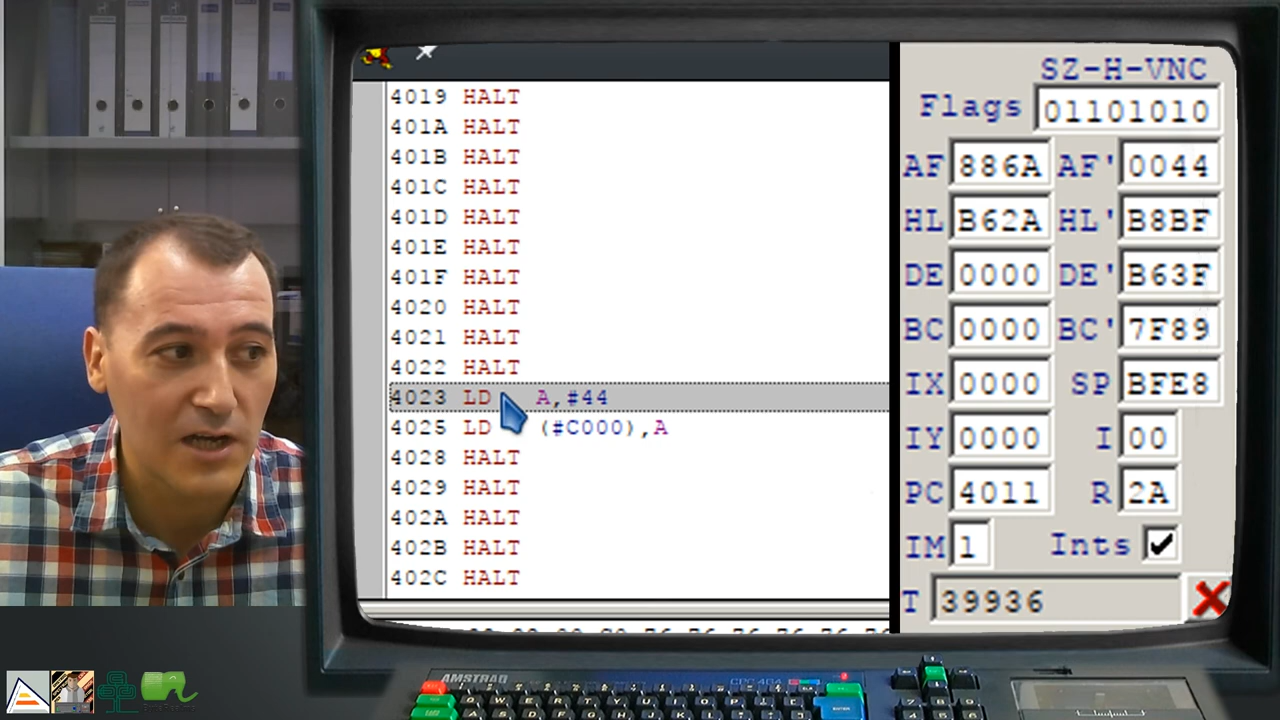 4019 HALT
401A HALT
401B HALT
401C HALT
401D HALT
401E HALT
401F HALT
4020 HALT
4021 HALT
4022 HALT
4023 LD A,#44
4025 LD (#C000),A
4028 HALT
4029 HALT
402A HALT
402B HALT
402C HALT
SZ-H-VNC
Flags 01101010
AF 886A AF' 0044
HL B62A HL' B8BF
DE 0000 DE' B63F
BC 0000 BC' 7F89
IX 0000 SP BFE8
IY 0000 I 00
PC 4011 R 2A
IM 1 Ints
T 39936
AMSTRAD